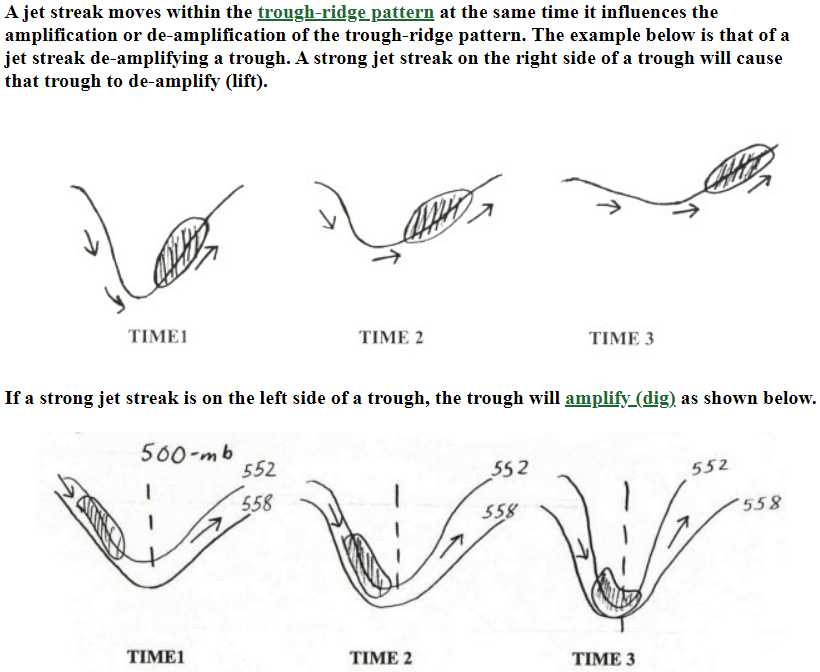 A jet streak moves within the trough-ridge pattern at the same time it influences the
amplification or de-amplification of the trough-ridge pattern. The example below is that of a
jet streak de-amplifying a trough. A strong jet streak on the right side of a trough will cause
that trough to de-amplify (lift).
TIME1 TIME 2 TIME 3
If a strong jet streak is on the left side of a trough, the trough will amplify (dig) as shown below.
500-mb
552 552 552
558 558 558
TIME1 TIME 2 TIME 3